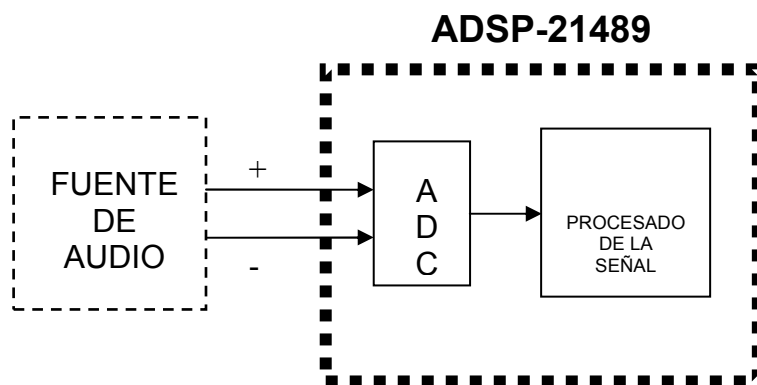 ADSP-21489
FUENTE
DE
AUDIO
+
-
A
D
C
PROCESADO
DE LA
SEÑAL